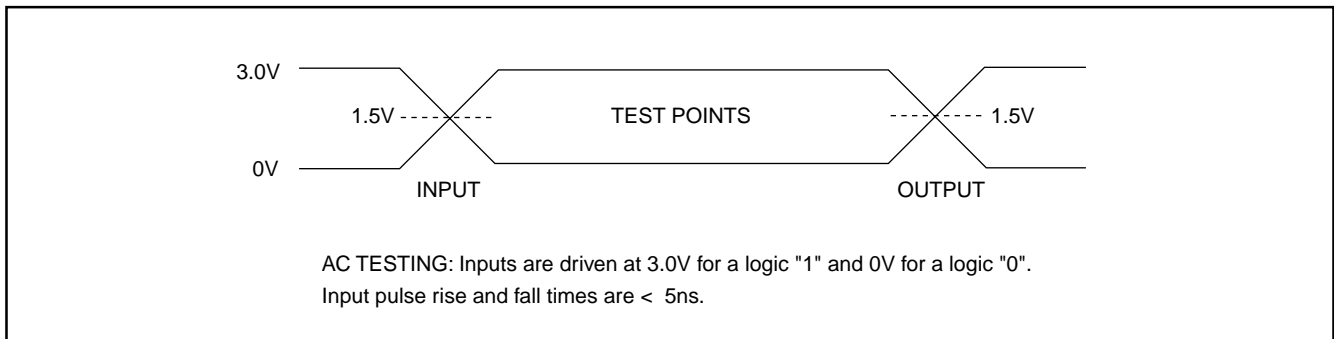 3.0V
1.5V
TEST POINTS
1.5V
0V
INPUT
OUTPUT
AC TESTING: Inputs are driven at 3.0V for a logic "1" and 0V for a logic "0".
Input pulse rise and fall times are < 5ns.